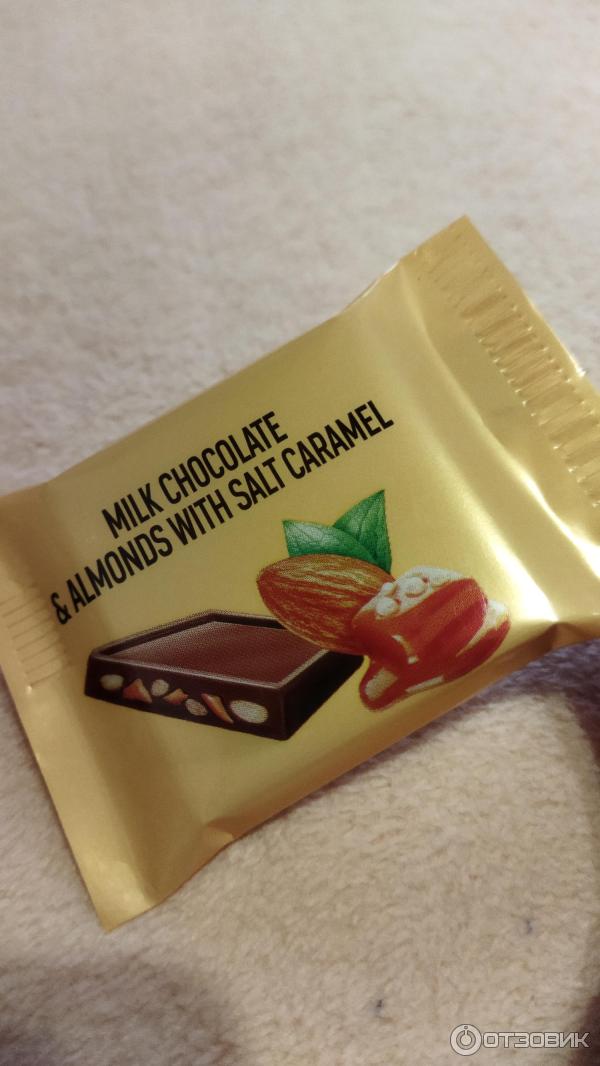 MILK CHOCOLATE
& ALMONDS WITH SALT CARAMEL
ОТЗОВИК